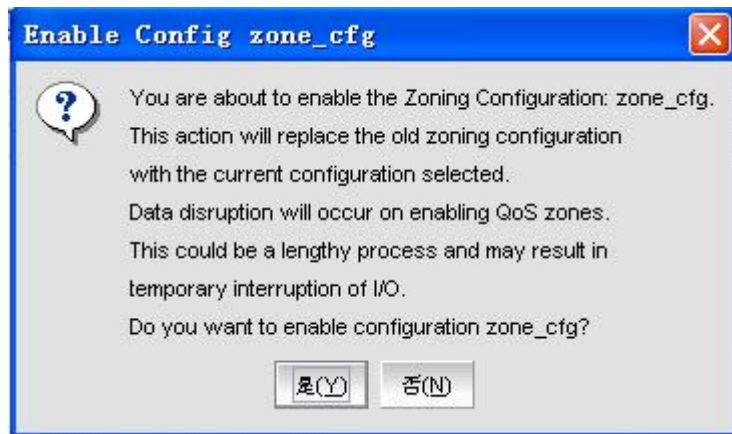 Enable Config zone_cfg
You are about to enable the Zoning Configuration: zone_cfg.
This action will replace the old zoning configuration
with the current configuration selected.
Data disruption will occur on enabling QoS zones.
This could be a lengthy process and may result in
temporary interruption of I/O.
Do you want to enable configuration zone_cfg?
是(Y) 否(N)